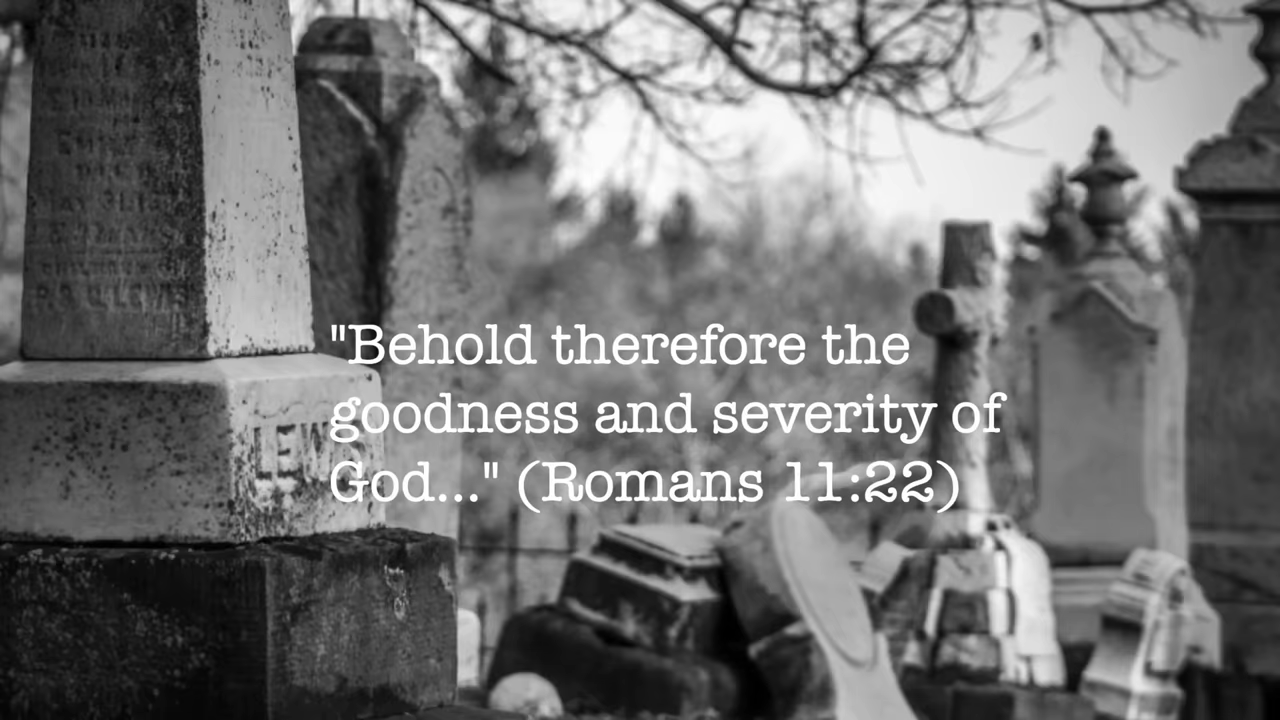 "Behold therefore the
goodness and severity of
God..." (Romans 11:22)